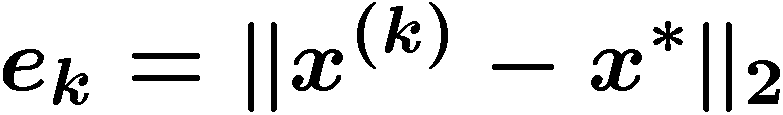 e_k = ||x^{(k)} - x^*||_2